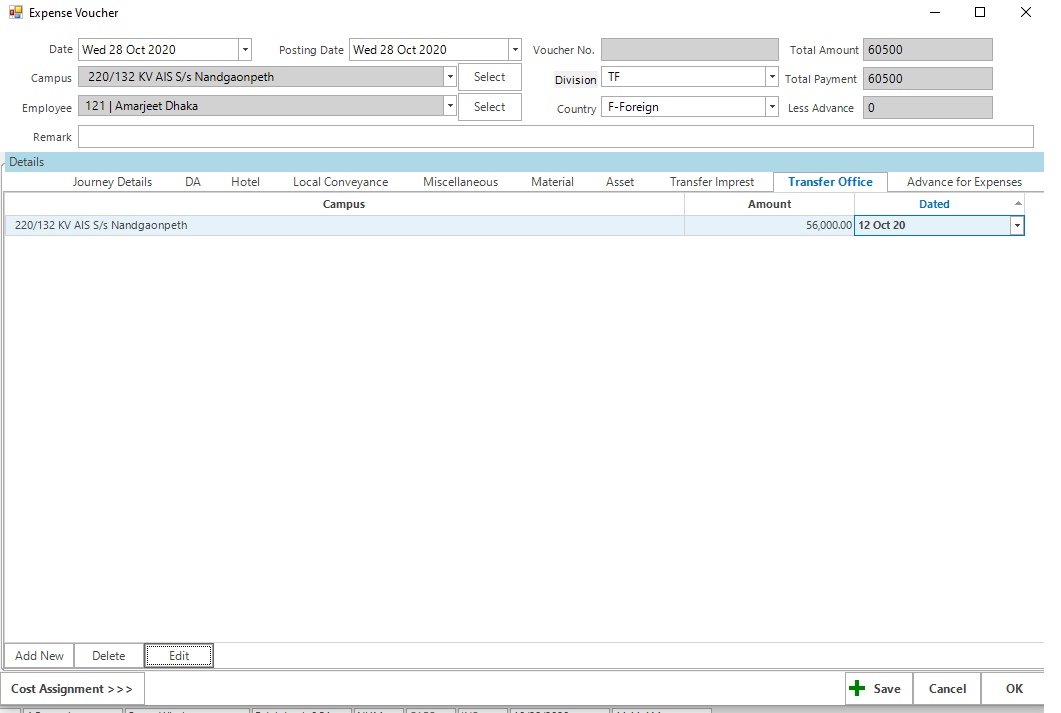 Expense Voucher
Date Wed 28 Oct 2020 Posting Date Wed 28 Oct 2020 Voucher No. Total Amount 60500
Campus 220/132 KV AIS S/s Nandgaonpeth Select Division TF Total Payment 60500
Employee 121 | Amarjeet Dhaka Select Country F-Foreign Less Advance 0
Remark
Details
Journey Details DA Hotel Local Conveyance Miscellaneous Material Asset Transfer Imprest Transfer Office Advance for Expenses
Campus Amount Dated
220/132 KV AIS S/s Nandgaonpeth 56,000.00 12 Oct 20
Add New Delete Edit
Cost Assignment >>> Save Cancel OK